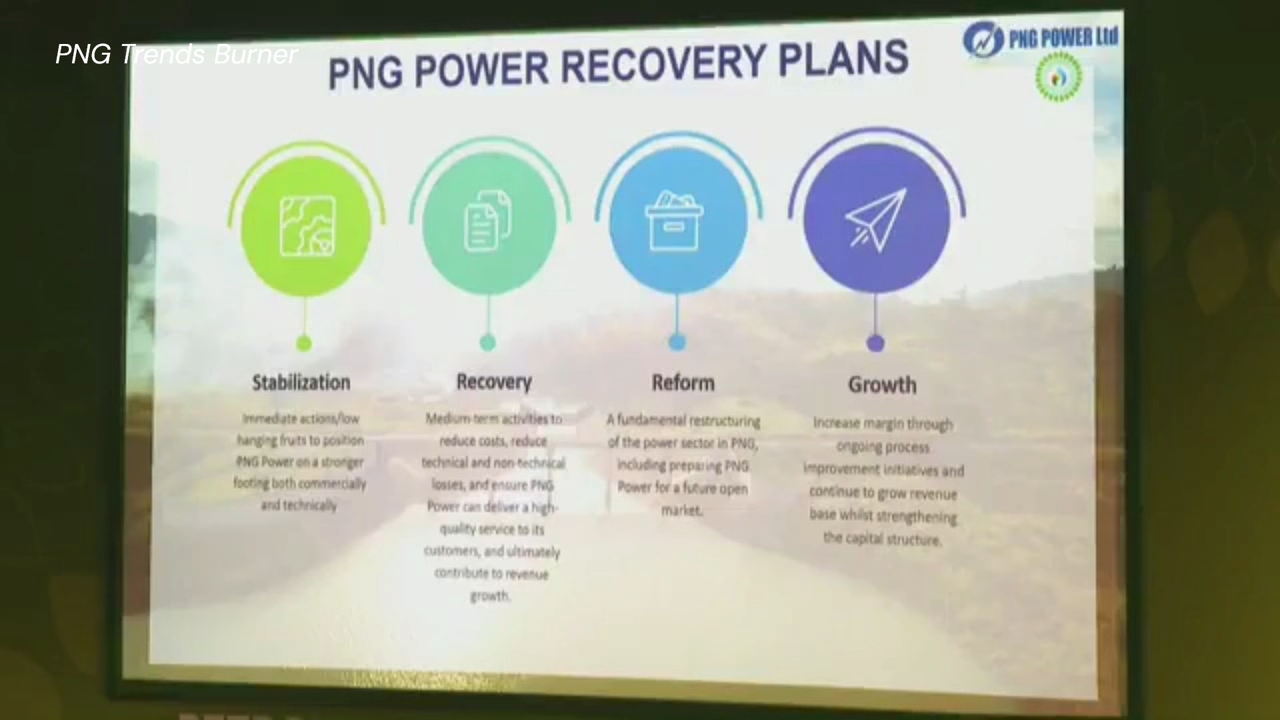 PNG Trends Burner
PNG POWER Ltd
PNG POWER RECOVERY PLANS
Stabilization
Immediate actions/low
hanging fruits to position
PNG Power on a stronger
footing both commercially
and technically
Recovery
Medium-term activities to
reduce costs, reduce
technical and non-technical
losses, and ensure PNG
Power can deliver a high-
quality service to its
customers, and ultimately
contribute to revenue
growth.
Reform
A fundamental restructuring
of the power sector in PNG,
including preparing PNG
Power for a future open
market.
Growth
Increase margin through
ongoing process
improvement initiatives and
continue to grow revenue
base whilst strengthening
the capital structure.